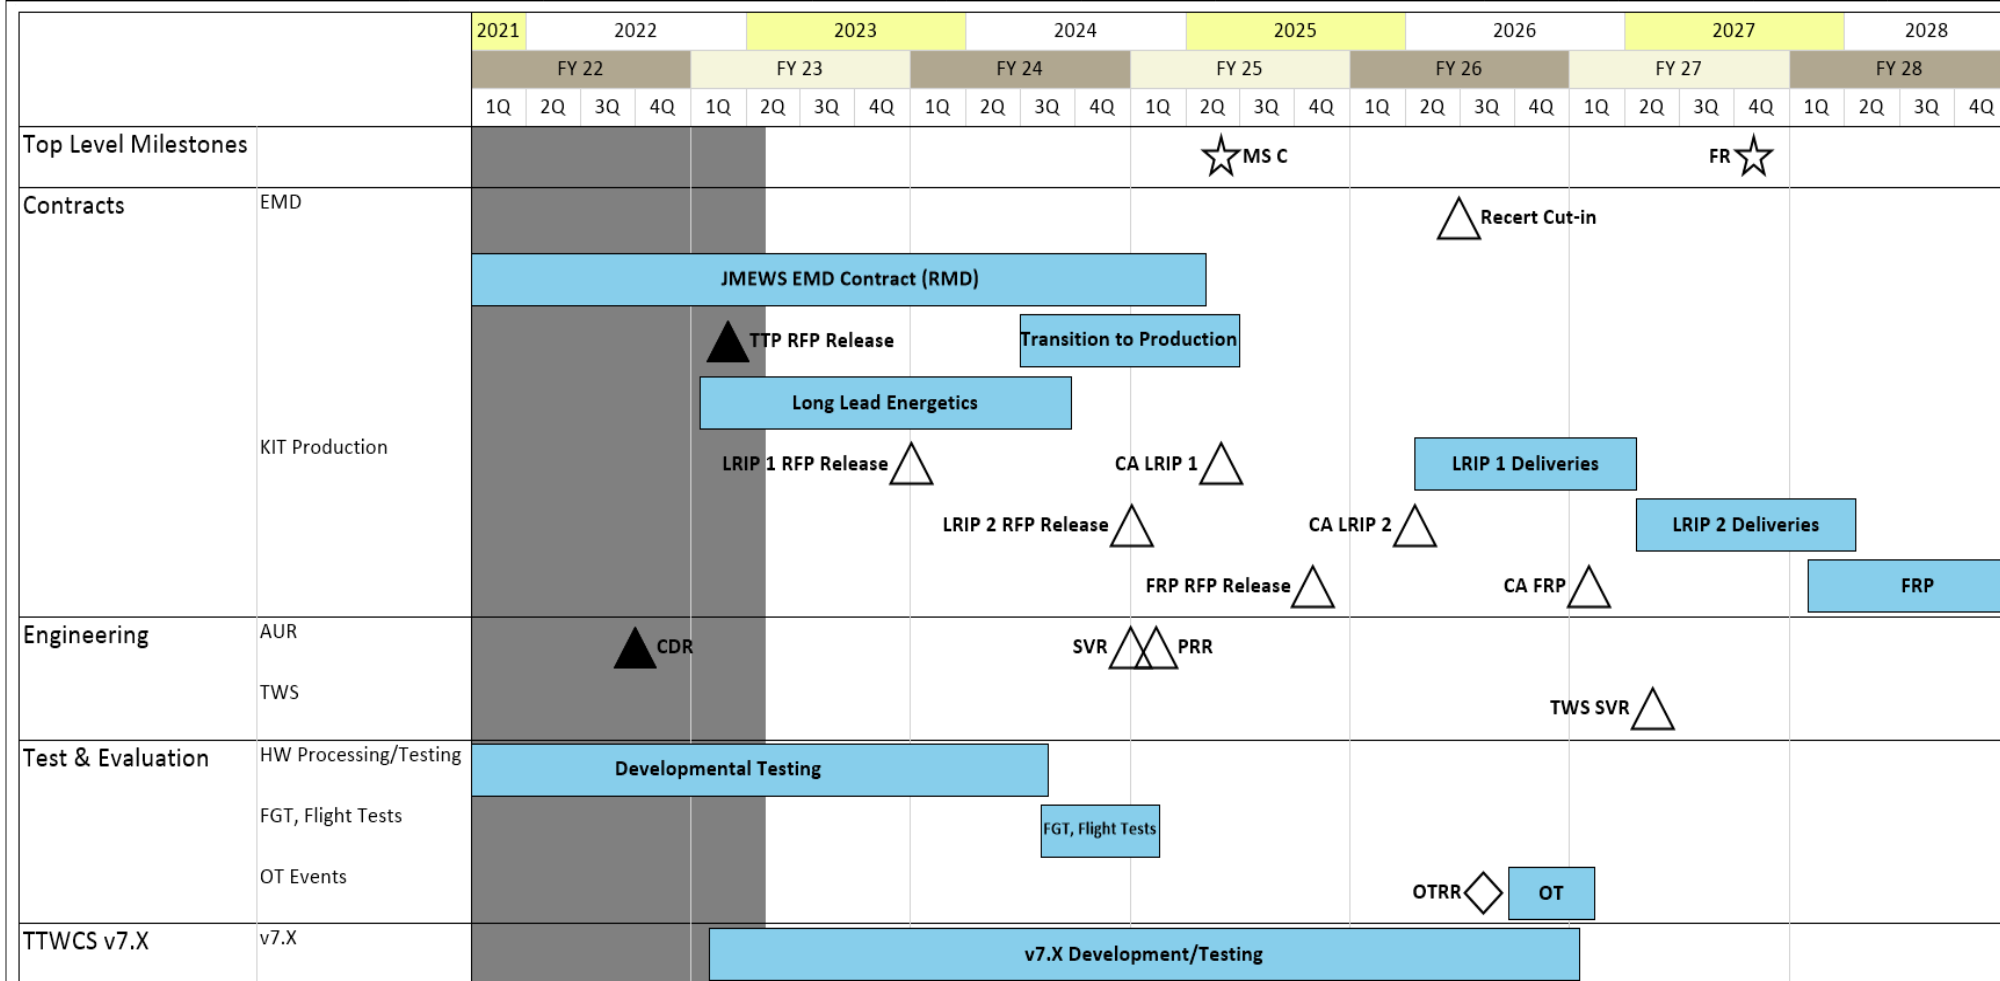 2021 2022 2023 2024 2025 2026 2027 2028
FY 22 FY 23 FY 24 FY 25 FY 26 FY 27 FY 28
1Q 2Q 3Q 4Q 1Q 2Q 3Q 4Q 1Q 2Q 3Q 4Q 1Q 2Q 3Q 4Q 1Q 2Q 3Q 4Q 1Q 2Q 3Q 4Q 1Q 2Q 3Q 4Q
Top Level Milestones
MS C FR
Contracts EMD
Recert Cut-in
JMEWS EMD Contract (RMD)
TTP RFP Release Transition to Production
Long Lead Energetics
KIT Production
LRIP 1 RFP Release CA LRIP 1 LRIP 1 Deliveries
LRIP 2 RFP Release CA LRIP 2 LRIP 2 Deliveries
FRP RFP Release CA FRP FRP
Engineering AUR
CDR SVR PRR
TWS
TWS SVR
Test & Evaluation HW Processing/Testing
Developmental Testing
FGT, Flight Tests
FGT, Flight Tests
OT Events
OTRR OT
TTWCS v7.X v7.X
v7.X Development/Testing